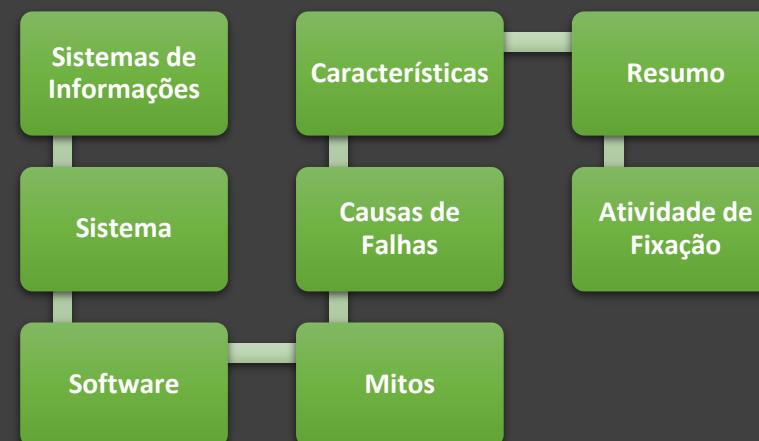 Sistemas de
Informações
Sistema
Software
Mitos
Causas de
Falhas
Características
Resumo
Atividade de
Fixação